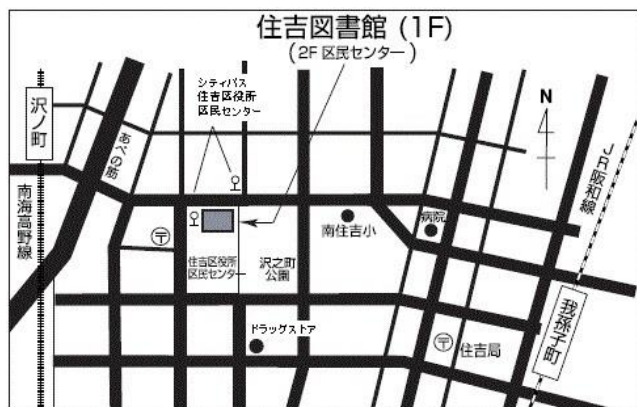 住吉図書館 (1F)
(2F 区民センター)
シティバス
住吉区役所
区民センター
沢ノ町
あべの筋
N
JR阪和線
南海高野線
〒
住吉区役所
区民センター
沢之町
公園
南住吉小
病院
我孫子町
ドラッグストア
〒
住吉局